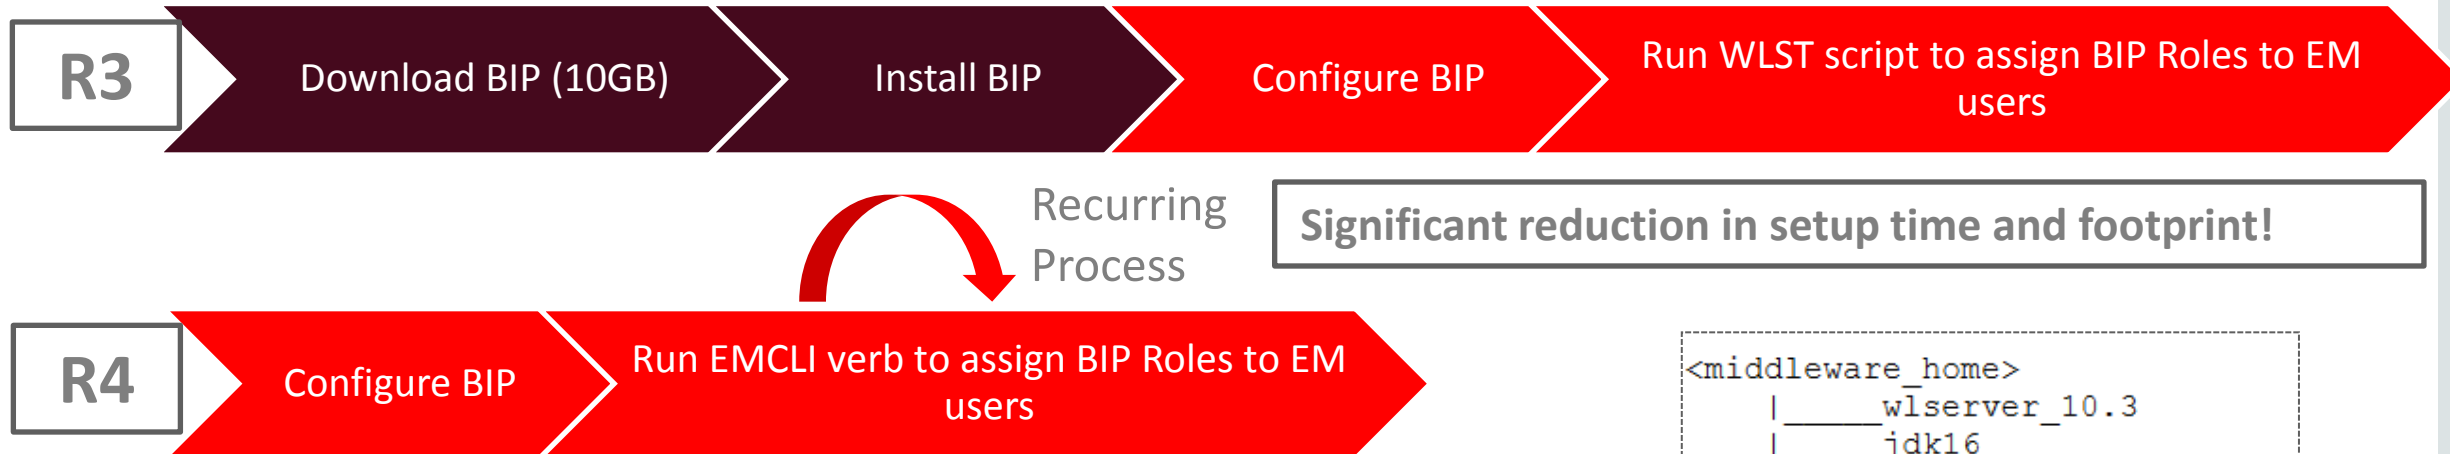 R3
Download BIP (10GB)
Install BIP
Configure BIP
Run WLST script to assign BIP Roles to EM
users
Recurring
Process
Significant reduction in setup time and footprint!
R4
Configure BIP
Run EMCLI verb to assign BIP Roles to EM
users
<middleware_home>
|_____wlserver_10.3
| jdk16